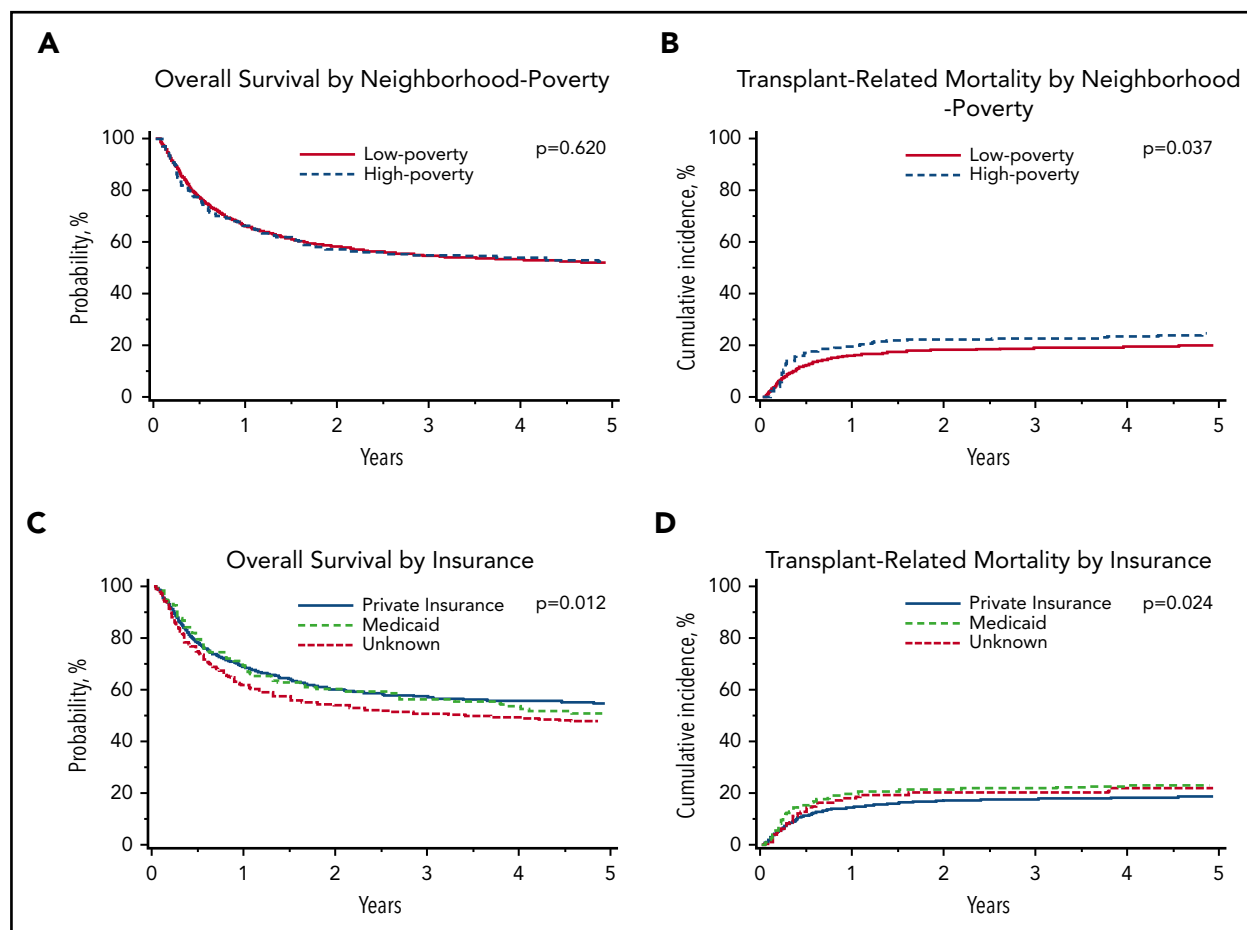 A
Overall Survival by Neighborhood-Poverty
100
80
60
40
20
0
Probability, %
Low-poverty
High-poverty
p=0.620
0 1 2 3 4 5
Years
B
Transplant-Related Mortality by Neighborhood
-Poverty
100
80
60
40
20
0
Cumulative incidence, %
Low-poverty
High-poverty
p=0.037
0 1 2 3 4 5
Years
C
Overall Survival by Insurance
100
80
60
40
20
0
Probability, %
Private Insurance
Medicaid
Unknown
p=0.012
0 1 2 3 4 5
Years
D
Transplant-Related Mortality by Insurance
100
80
60
40
20
0
Cumulative incidence, %
Private Insurance
Medicaid
Unknown
p=0.024
0 1 2 3 4 5
Years